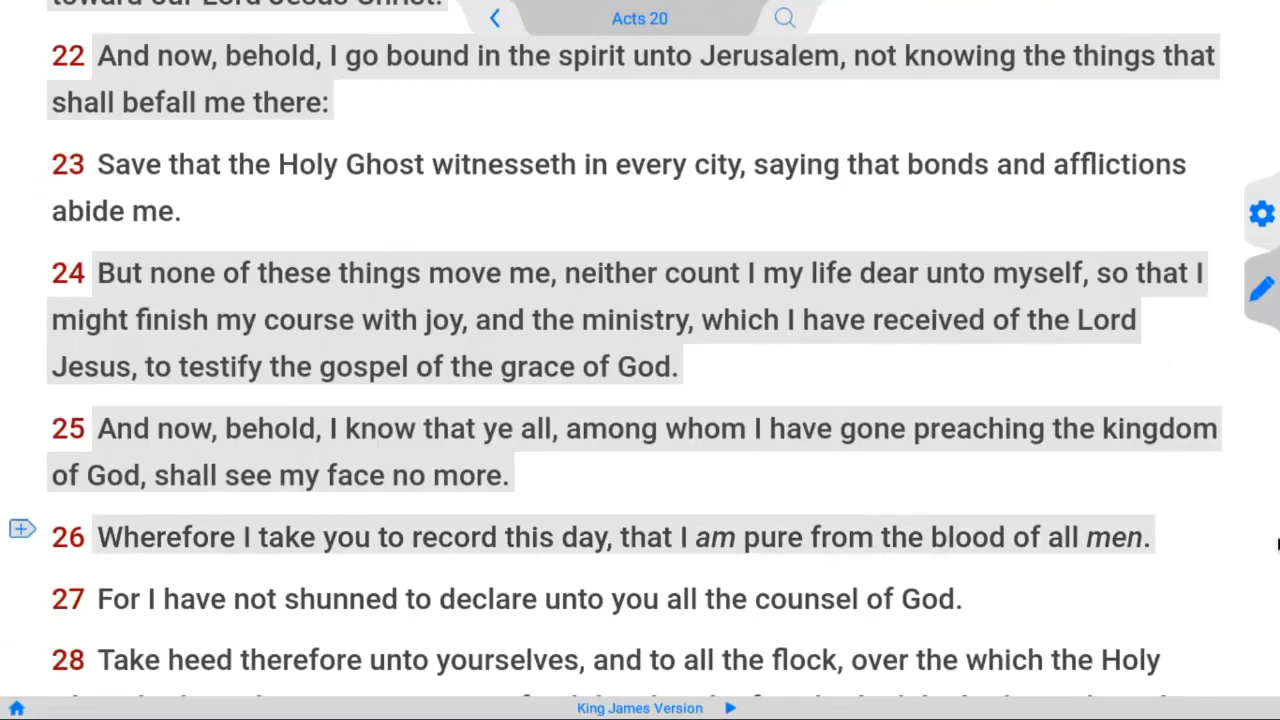 toward our Lord Jesus Christ.
Acts 20
22 And now, behold, I go bound in the spirit unto Jerusalem, not knowing the things that
shall befall me there:
23 Save that the Holy Ghost witnesseth in every city, saying that bonds and afflictions
abide me.
24 But none of these things move me, neither count I my life dear unto myself, so that I
might finish my course with joy, and the ministry, which I have received of the Lord
Jesus, to testify the gospel of the grace of God.
25 And now, behold, I know that ye all, among whom I have gone preaching the kingdom
of God, shall see my face no more.
26 Wherefore I take you to record this day, that I am pure from the blood of all men.
27 For I have not shunned to declare unto you all the counsel of God.
28 Take heed therefore unto yourselves, and to all the flock, over the which the Holy
King James Version